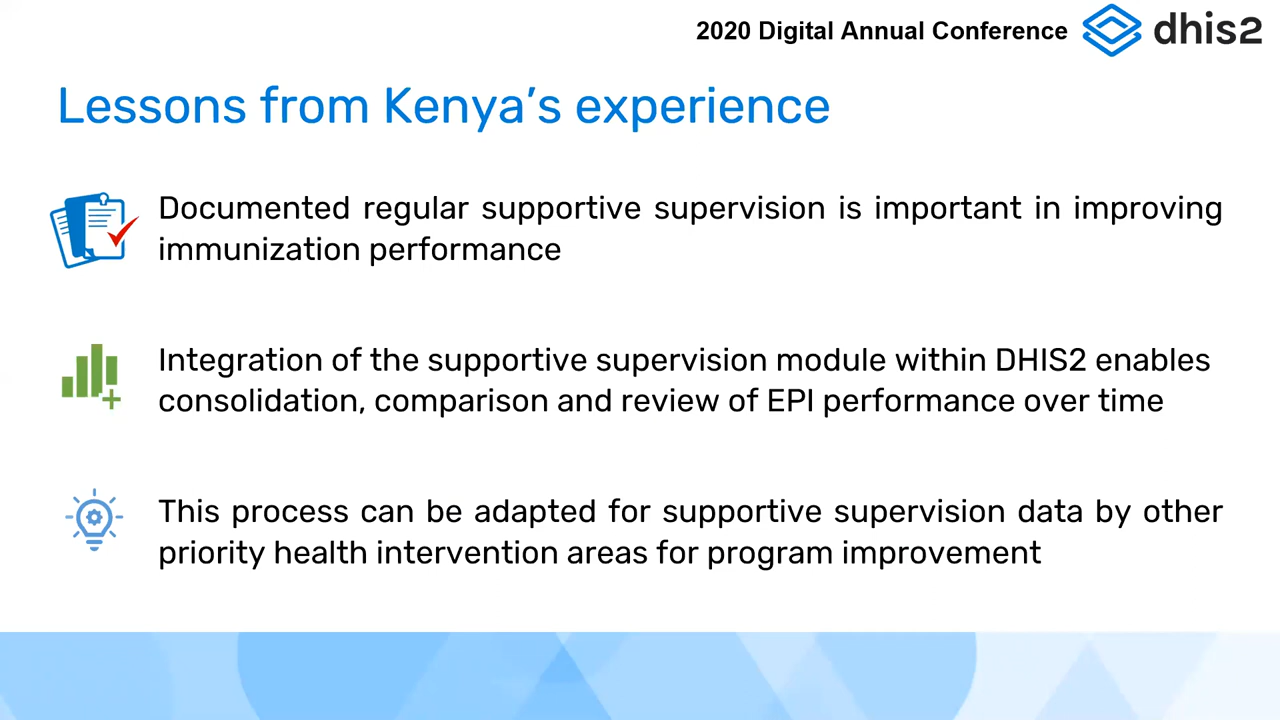 2020 Digital Annual Conference dhis2
Lessons from Kenya’s experience
Documented regular supportive supervision is important in improving
immunization performance
Integration of the supportive supervision module within DHIS2 enables
consolidation, comparison and review of EPI performance over time
This process can be adapted for supportive supervision data by other
priority health intervention areas for program improvement